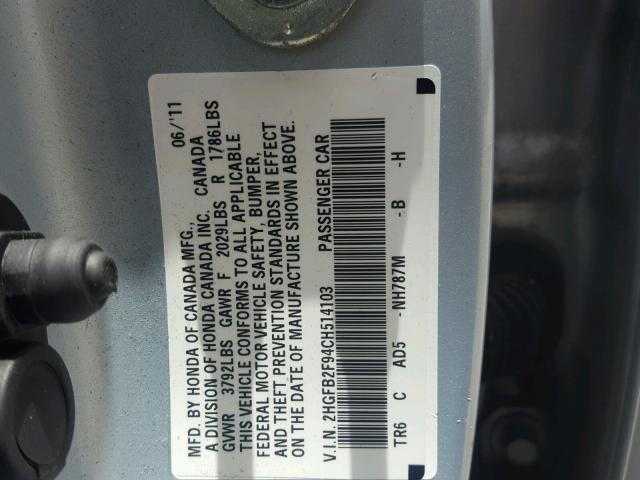 MFD. BY HONDA OF CANADA MFG., 06/'11
A DIVISION OF HONDA CANADA INC. CANADA
GVWR 3792LBS GAWR F 2029LBS R 1786LBS
THIS VEHICLE CONFORMS TO ALL APPLICABLE
FEDERAL MOTOR VEHICLE SAFETY, BUMPER,
AND THEFT PREVENTION STANDARDS IN EFFECT
ON THE DATE OF MANUFACTURE SHOWN ABOVE.
V.I.N. 2HGFB2F94CH514103 PASSENGER CAR
TR6 C AD5 -NH787M -B -H